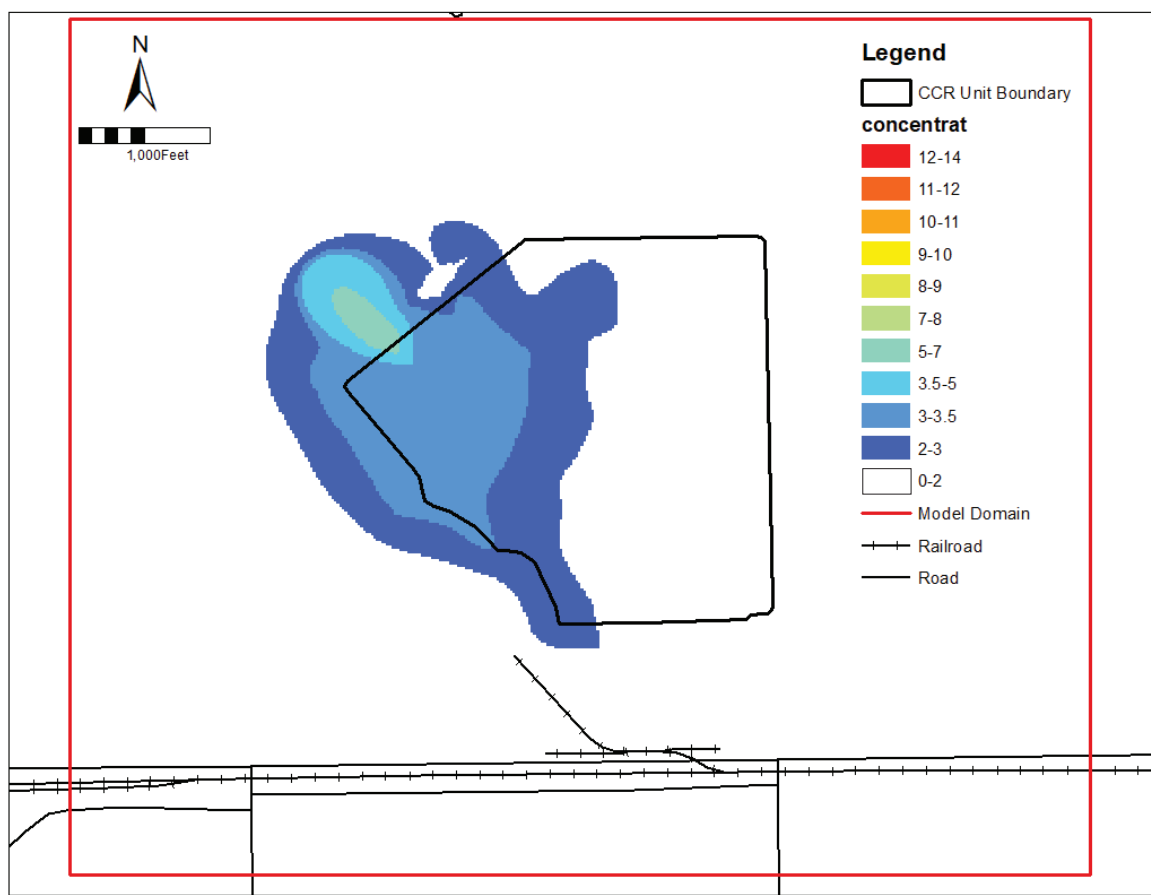 N
1,000Feet
Legend
CCR Unit Boundary
concentrat
12-14
11-12
10-11
9-10
8-9
7-8
5-7
3.5-5
3-3.5
2-3
0-2
Model Domain
Railroad
Road